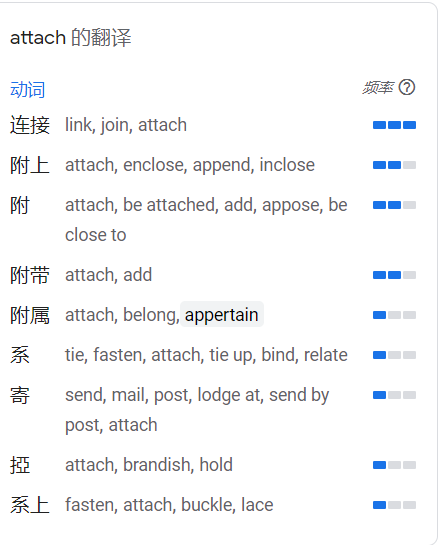 attach 的翻译
动词 频率 ?
连接 link, join, attach
附上 attach, enclose, append, inclose
附 attach, be attached, add, appose, be
close to
附带 attach, add
附属 attach, belong, appertain
系 tie, fasten, attach, tie up, bind, relate
寄 send, mail, post, lodge at, send by
post, attach
挜 attach, brandish, hold
系上 fasten, attach, buckle, lace